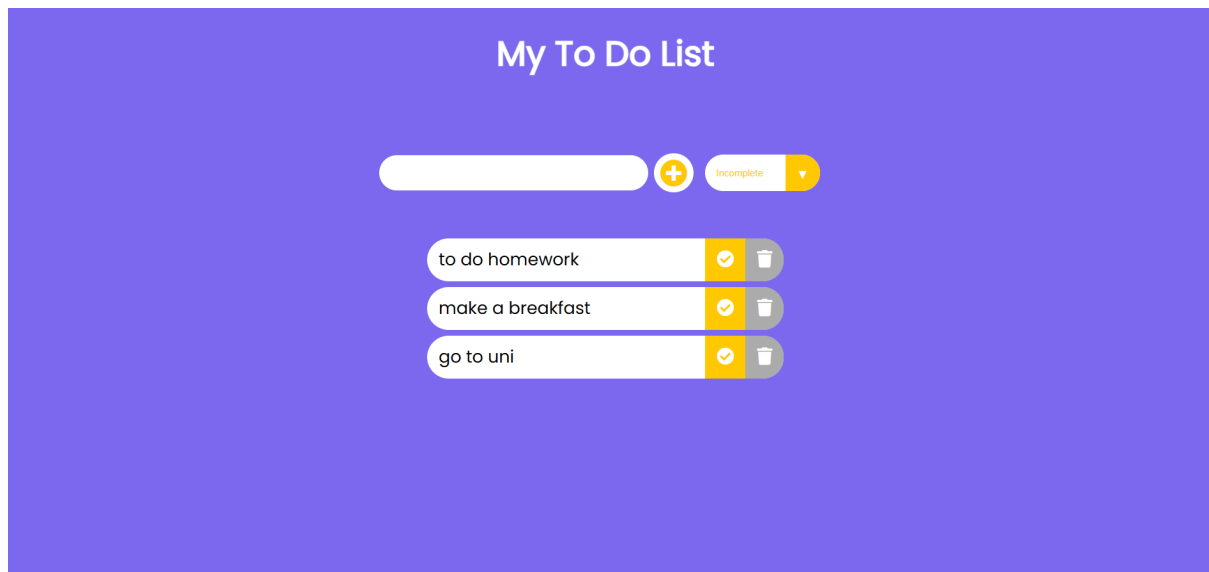 My To Do List
Incomplete ▼
to do homework
make a breakfast
go to uni